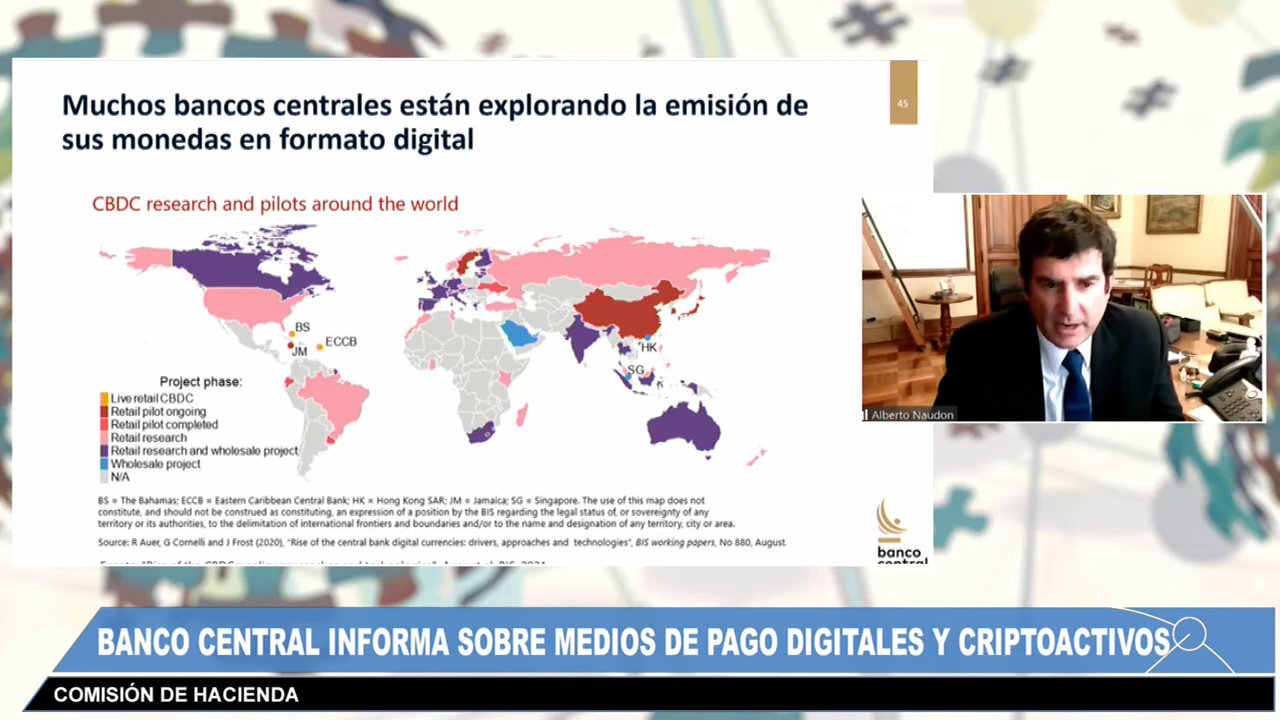 Muchos bancos centrales están explorando la emisión de
sus monedas en formato digital
45
CBDC research and pilots around the world
BS
JM
ECCB
HK
SG
Project phase:
Live retail CBDC
Retail pilot ongoing
Retail pilot completed
Retail research
Retail research and wholesale project
Wholesale project
N/A
BS = The Bahamas; ECCB = Eastern Caribbean Central Bank; HK = Hong Kong SAR; JM = Jamaica; SG = Singapore. The use of this map does not
constitute, and should not be construed as constituting, an expression of a position by the BIS regarding the legal status of, or sovereignty of any
territory or its authorities, to the delimitation of international frontiers and boundaries and/or to the name and designation of any territory, city or area.
Source: R Auer, G Cornelli and J Frost (2020), "Rise of the central bank digital currencies: drivers, approaches and technologies", BIS working papers, No 880, August.
banco
central
Alberto Naudon
BANCO CENTRAL INFORMA SOBRE MEDIOS DE PAGO DIGITALES Y CRIPTOACTIVOS
COMISIÓN DE HACIENDA